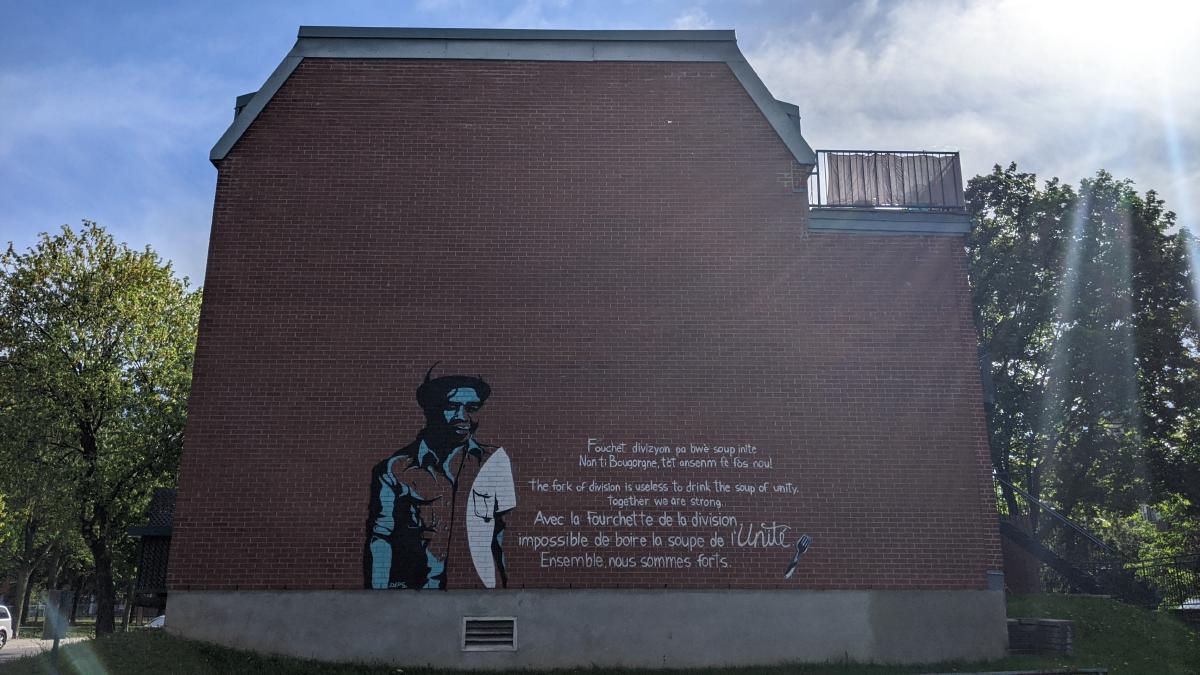 Fouchet divizyon pa bwè soup inite
Nan ti Bougorgne, tèt ansanm fè fòs nou!
The fork of division is useless to drink the soup of unity.
Together we are strong.
Avec la fourchette de la division,
impossible de boire la soupe de l'Unité
Ensemble, nous sommes forts.